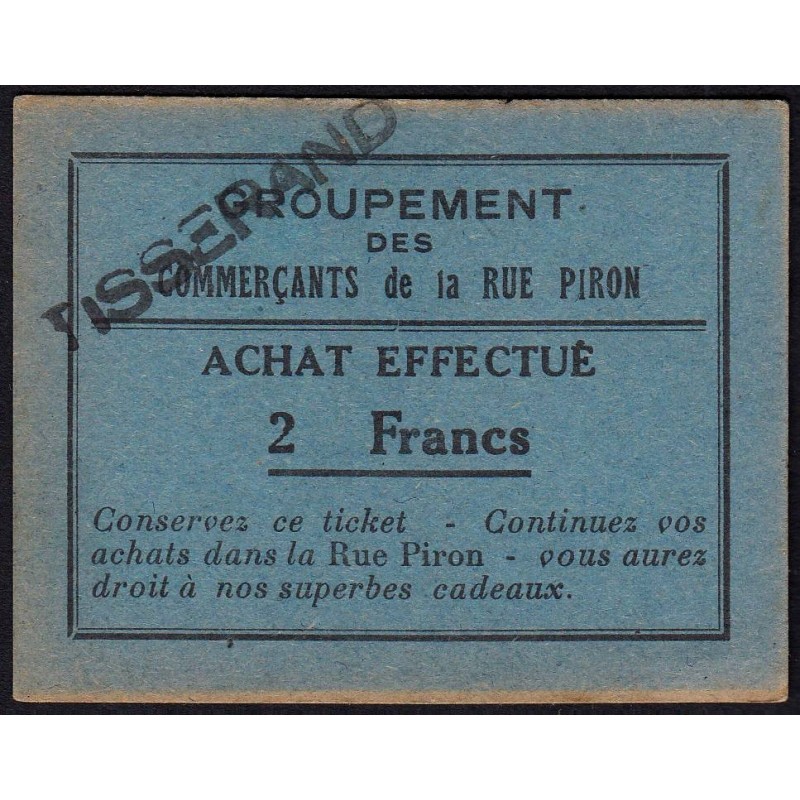 TISSERAND
GROUPEMENT
DES
COMMERÇANTS de la RUE PIRON
ACHAT EFFECTUÉ
2 Francs
Conservez ce ticket - Continuez vos
achats dans la Rue Piron - vous aurez
droit à nos superbes cadeaux.